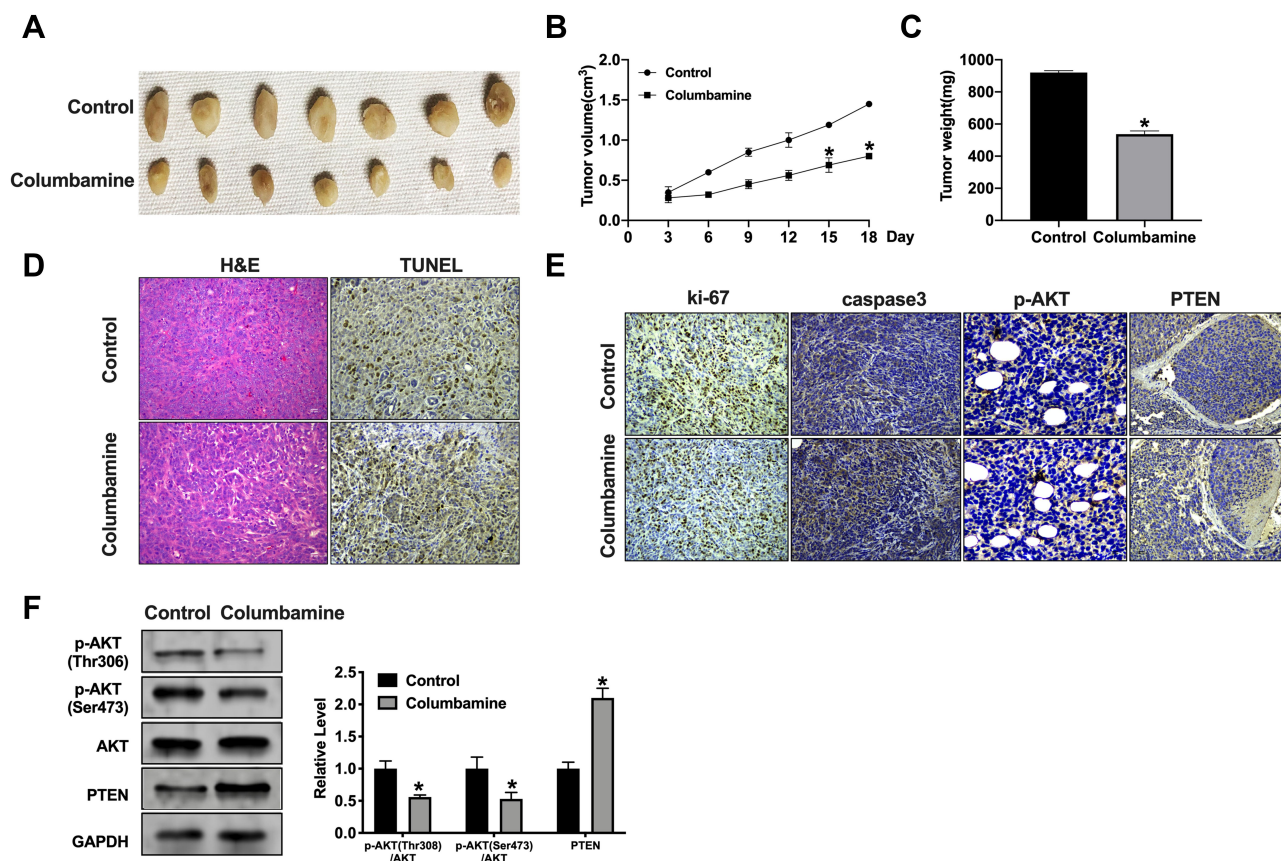 A
Control
Columbamine
B
Tumor volume(cm3)
2.0
1.5
1.0
0.5
0.0
Control
Columbamine
*
*
0 3 6 9 12 15 18 Day
C
Tumor weight(mg)
1000
800
600
400
200
0
*
Control Columbamine
D
H&E TUNEL
Control
Columbamine
E
ki-67 caspase3 p-AKT PTEN
Control
Columbamine
F
Control Columbamine
p-AKT
(Thr306)
p-AKT
(Ser473)
AKT
PTEN
GAPDH
Relative Level
2.5
2.0
1.5
1.0
0.5
0.0
Control
Columbamine
*
*
*
p-AKT(Thr308)
/AKT
p-AKT(Ser473)
/AKT
PTEN